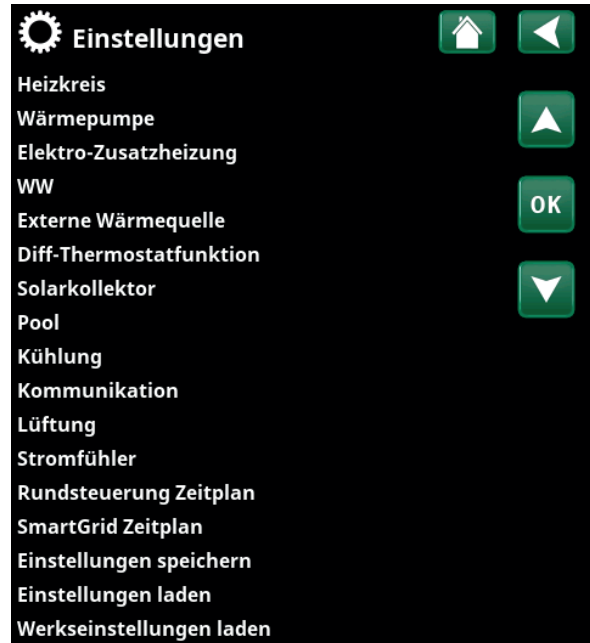 Einstellungen
Heizkreis
Wärmepumpe
Elektro-Zusatzheizung
WW
OK
Externe Wärmequelle
Diff-Thermostatfunktion
Solarkollektor
Pool
Kühlung
Kommunikation
Lüftung
Stromfühler
Rundsteuerung Zeitplan
SmartGrid Zeitplan
Einstellungen speichern
Einstellungen laden
Werkseinstellungen laden